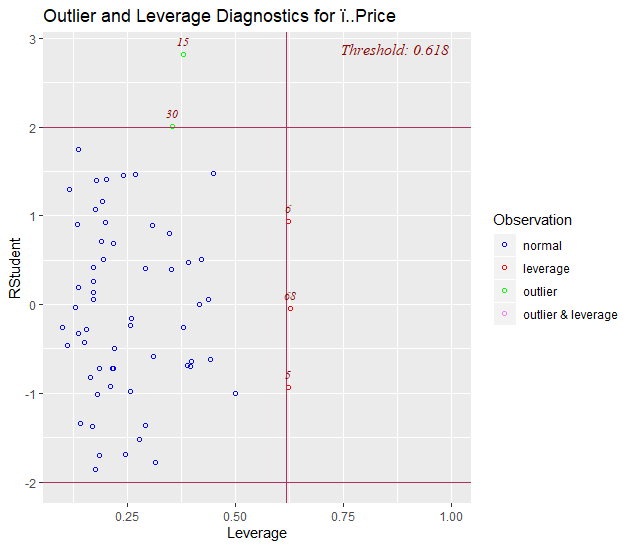 Outlier and Leverage Diagnostics for ï..Price
3
15
Threshold: 0.618
30
2
6
1
Observation
normal
RStudent
leverage
0
68
outlier
outlier & leverage
5
-1
-2
0.25
0.50
0.75
1.00
Leverage